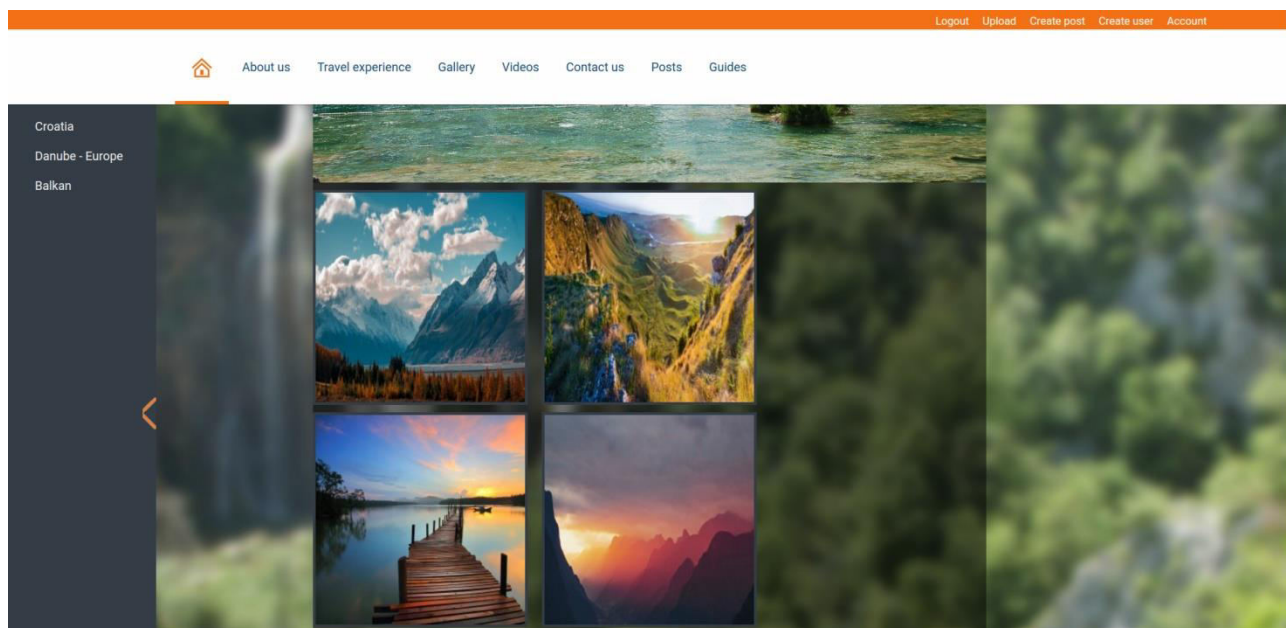 Logout Upload Create post Create user Account
About us Travel experience Gallery Videos Contact us Posts Guides
Croatia
Danube - Europe
Balkan